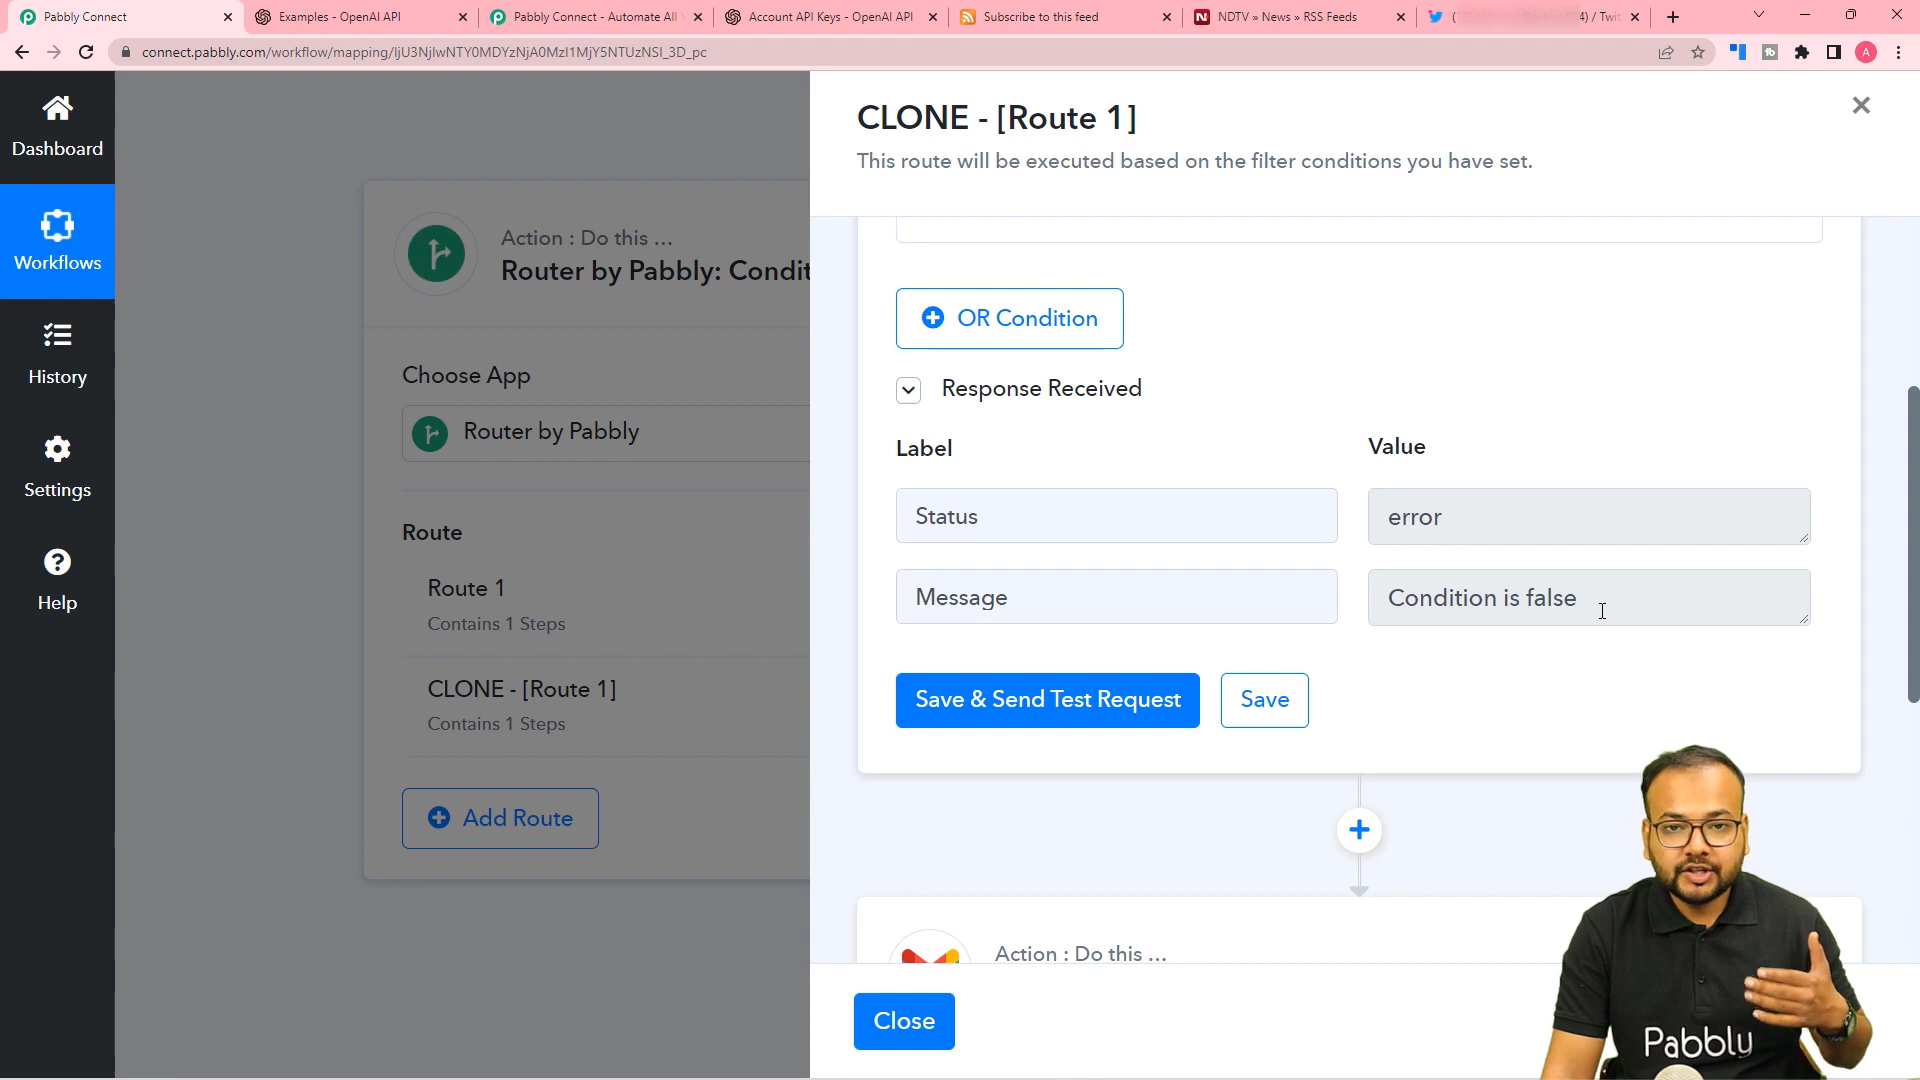 Pabbly Connect
Examples - OpenAI API
Pabbly Connect - Automate All
Account API Keys - OpenAI API
Subscribe to this feed
NDTV » News » RSS Feeds
4) / Twit
connect.pabbly.com/workflow/mapping/
A
Dashboard
Workflows
History
Settings
Help
Action : Do this ...
Router by Pabbly: Condit
Choose App
Router by Pabbly
Route
Route 1
Contains 1 Steps
CLONE - [Route 1]
Contains 1 Steps
Add Route
CLONE - [Route 1]
This route will be executed based on the filter conditions you have set.
OR Condition
Response Received
Label
Value
Status
error
Message
Condition is false
Save & Send Test Request
Save
Action : Do this ...
Close
Pabbly